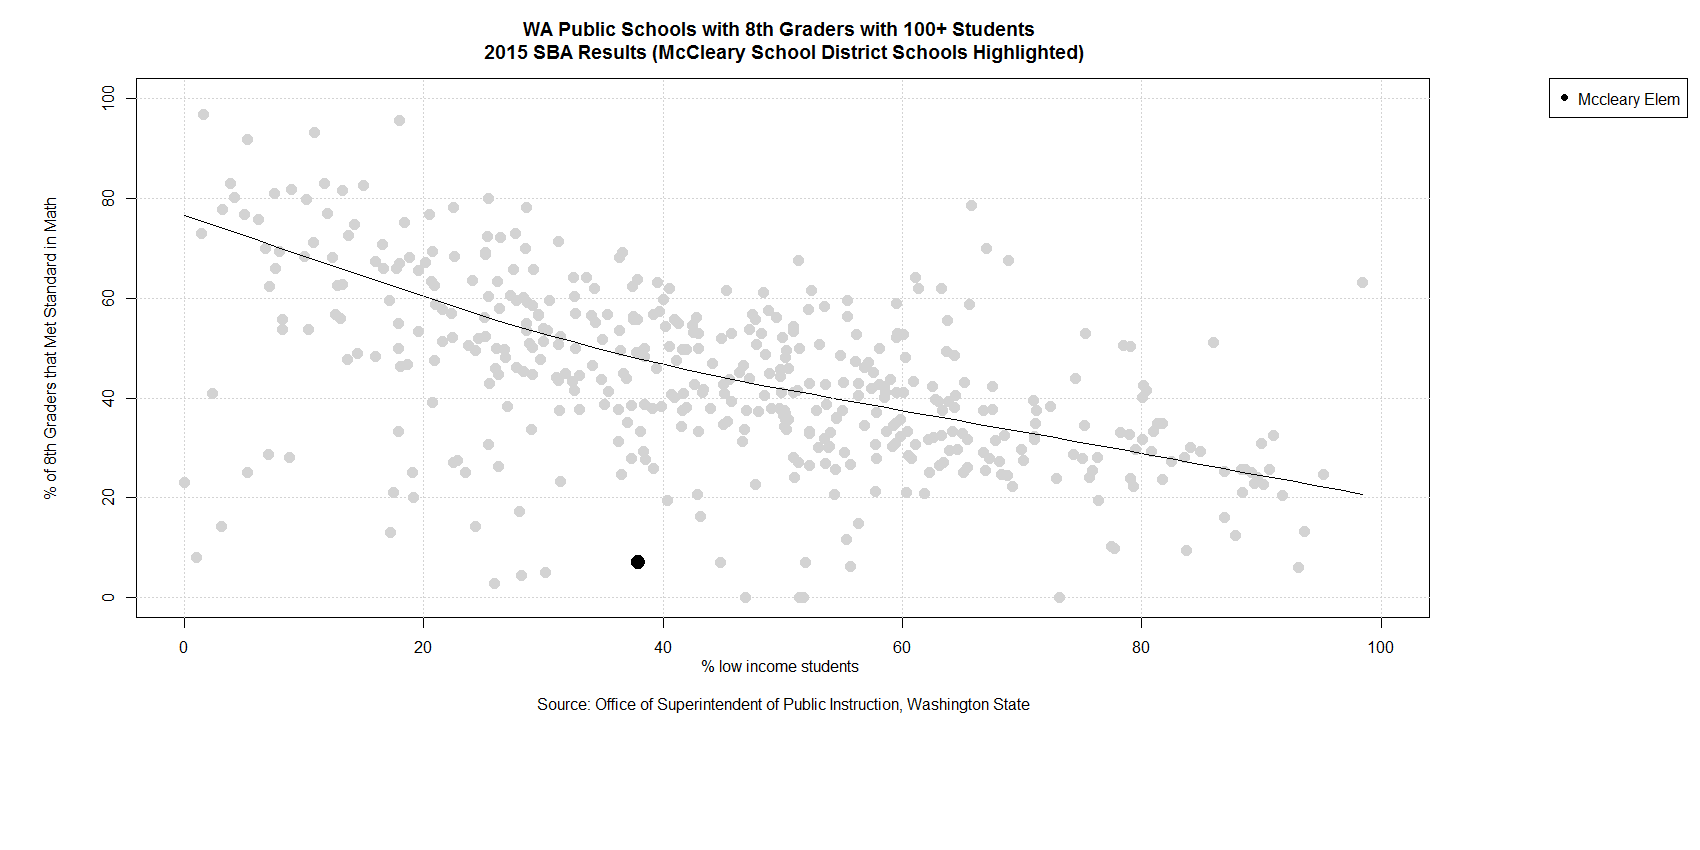 WA Public Schools with 8th Graders with 100+ Students
2015 SBA Results (McCleary School District Schools Highlighted)
Mccleary Elem
% of 8th Graders that Met Standard in Math
100
80
60
40
20
0
0 20 40 60 80 100
% low income students
Source: Office of Superintendent of Public Instruction, Washington State